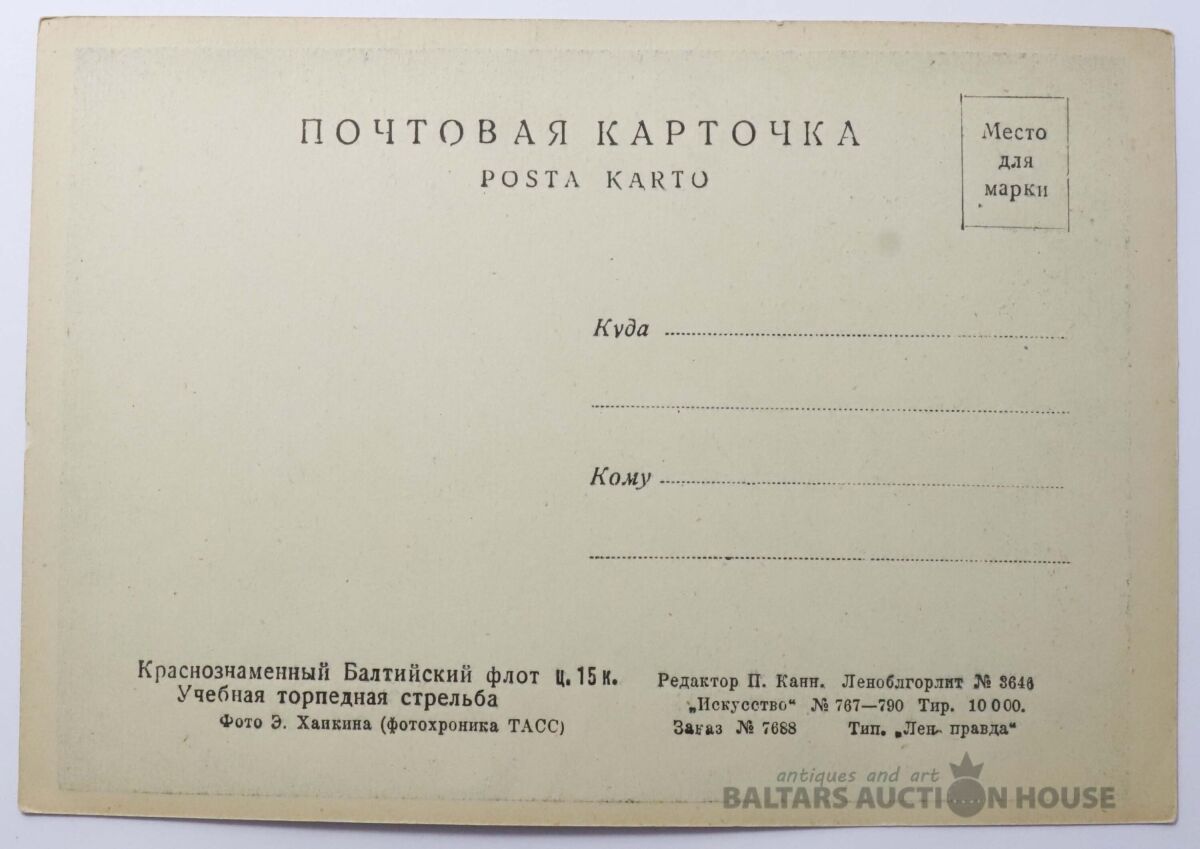 ПОЧТОВАЯ КАРТОЧКА
POSTA KARTO
Место
для
марки
Куда
Кому
Краснознаменный Балтийский флот ц. 15 к.
Учебная торпедная стрельба
Фото Э. Хаикина (фотохроника ТАСС)
Редактор П. Канн. Леноблгорлит № 3646
„Искусство“ № 767—790 Тир. 10 000.
Заказ № 7688 Тип. „Лен. правда“
antiques and art
BALTARS AUCTION HOUSE